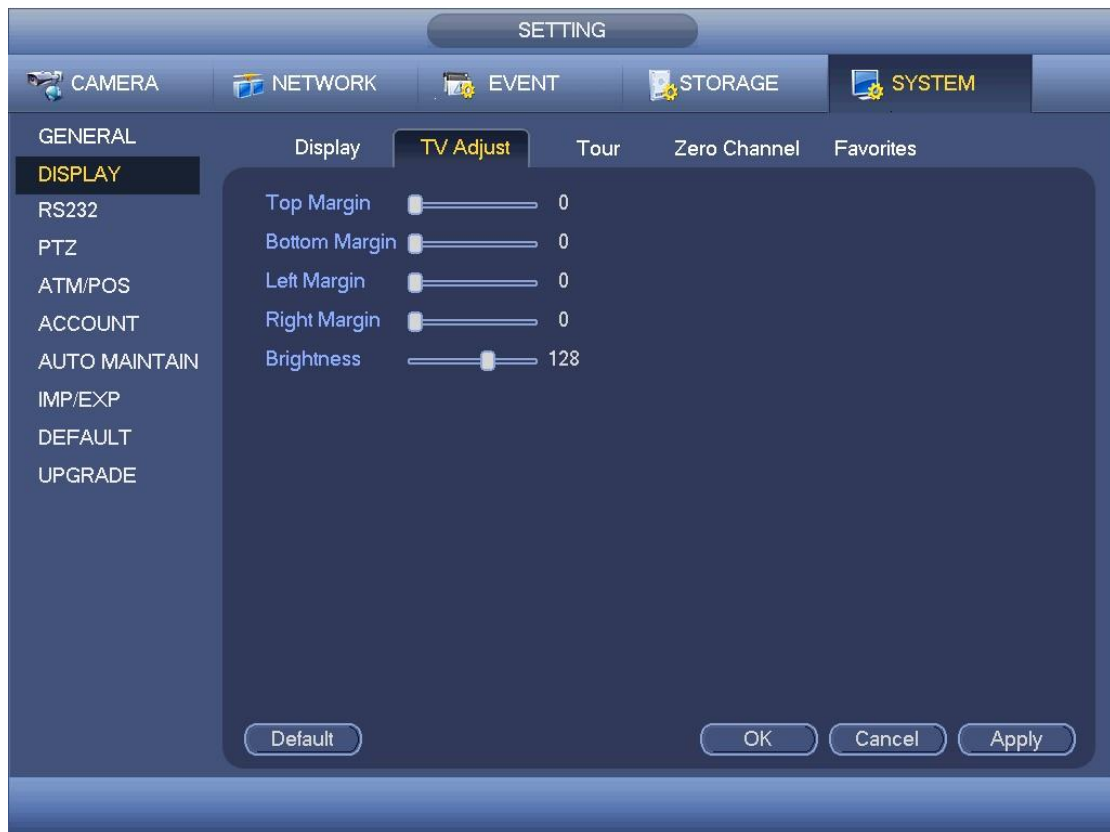 SETTING
CAMERA NETWORK EVENT STORAGE SYSTEM
GENERAL
DISPLAY
RS232
PTZ
ATM/POS
ACCOUNT
AUTO MAINTAIN
IMP/EXP
DEFAULT
UPGRADE
Display TV Adjust Tour Zero Channel Favorites
Top Margin 0
Bottom Margin 0
Left Margin 0
Right Margin 0
Brightness 128
Default OK Cancel Apply